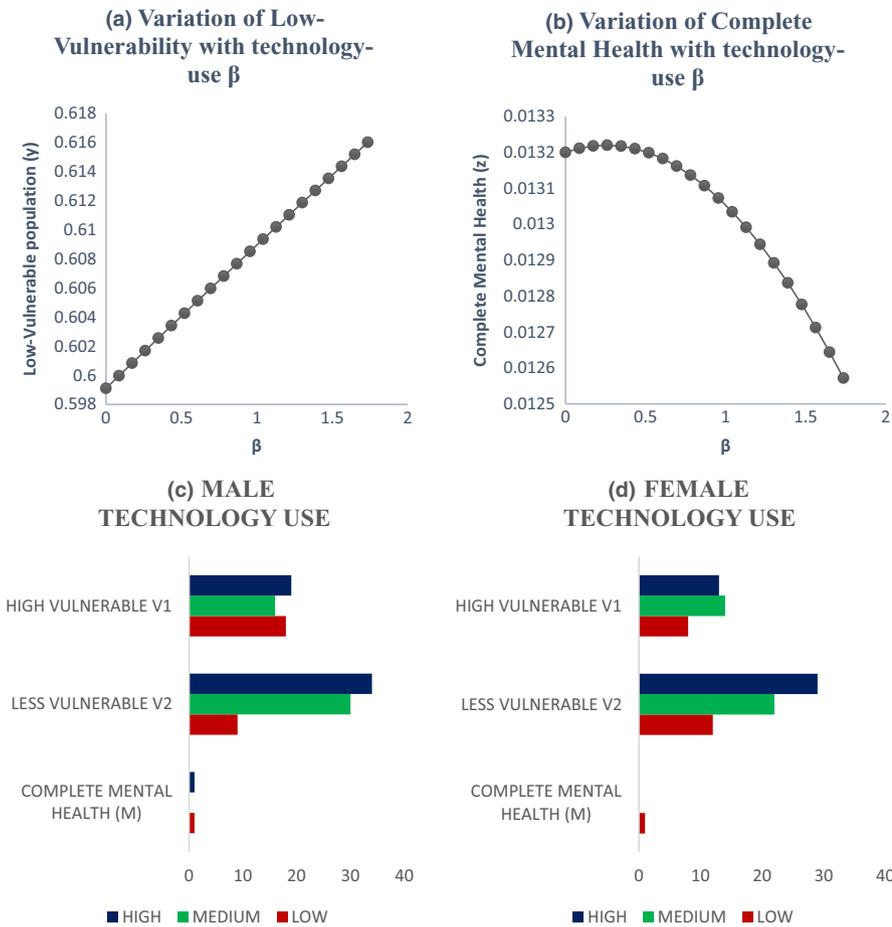 (a) Variation of Low-
Vulnerability with technology-
use β
0.618
0.616
0.614
0.612
0.61
0.608
0.606
0.604
0.602
0.6
0.598
Low-Vulnerable population (y)
0
0.5
1
1.5
2
β
(b) Variation of Complete
Mental Health with technology-
use β
0.0133
0.0132
0.0131
0.013
0.0129
0.0128
0.0127
0.0126
0.0125
Complete Mental Health (z)
0
0.5
1
1.5
2
β
(c) MALE
TECHNOLOGY USE
HIGH VULNERABLE V1
LESS VULNERABLE V2
COMPLETE MENTAL
HEALTH (M)
0
10
20
30
40
HIGH MEDIUM LOW
(d) FEMALE
TECHNOLOGY USE
HIGH VULNERABLE V1
LESS VULNERABLE V2
COMPLETE MENTAL
HEALTH (M)
0
10
20
30
40
HIGH MEDIUM LOW